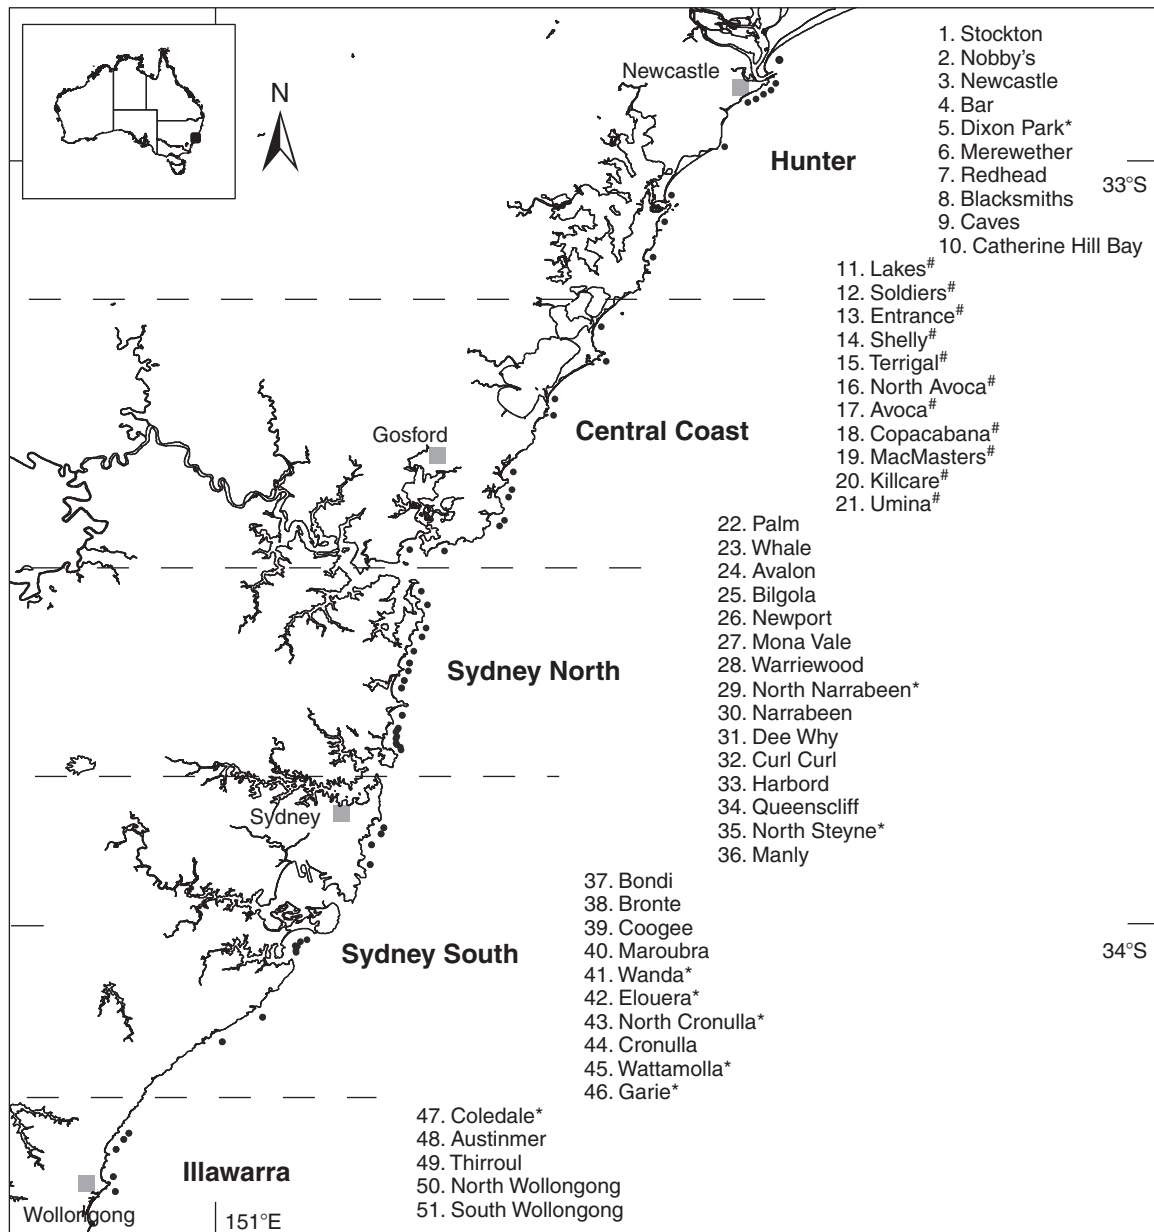 1. Stockton
2. Nobby's
3. Newcastle
4. Bar
5. Dixon Park*
6. Merewether
7. Redhead
8. Blacksmiths
9. Caves
10. Catherine Hill Bay
Newcastle
N
Hunter
33°S
11. Lakes#
12. Soldiers#
13. Entrance#
14. Shelly#
15. Terrigal#
16. North Avoca#
17. Avoca#
18. Copacabana#
19. MacMasters#
20. Killcare#
21. Umina#
Central Coast
Gosford
22. Palm
23. Whale
24. Avalon
25. Bilgola
26. Newport
27. Mona Vale
28. Warriewood
29. North Narrabeen*
30. Narrabeen
31. Dee Why
32. Curl Curl
33. Harbord
34. Queenscliff
35. North Steyne*
36. Manly
Sydney North
Sydney
37. Bondi
38. Bronte
39. Coogee
40. Maroubra
41. Wanda*
42. Elouera*
43. North Cronulla*
44. Cronulla
45. Wattamolla*
46. Garie*
Sydney South
34°S
47. Coledale*
48. Austinmer
49. Thirroul
50. North Wollongong
51. South Wollongong
Illawarra
Wollongong
151°E